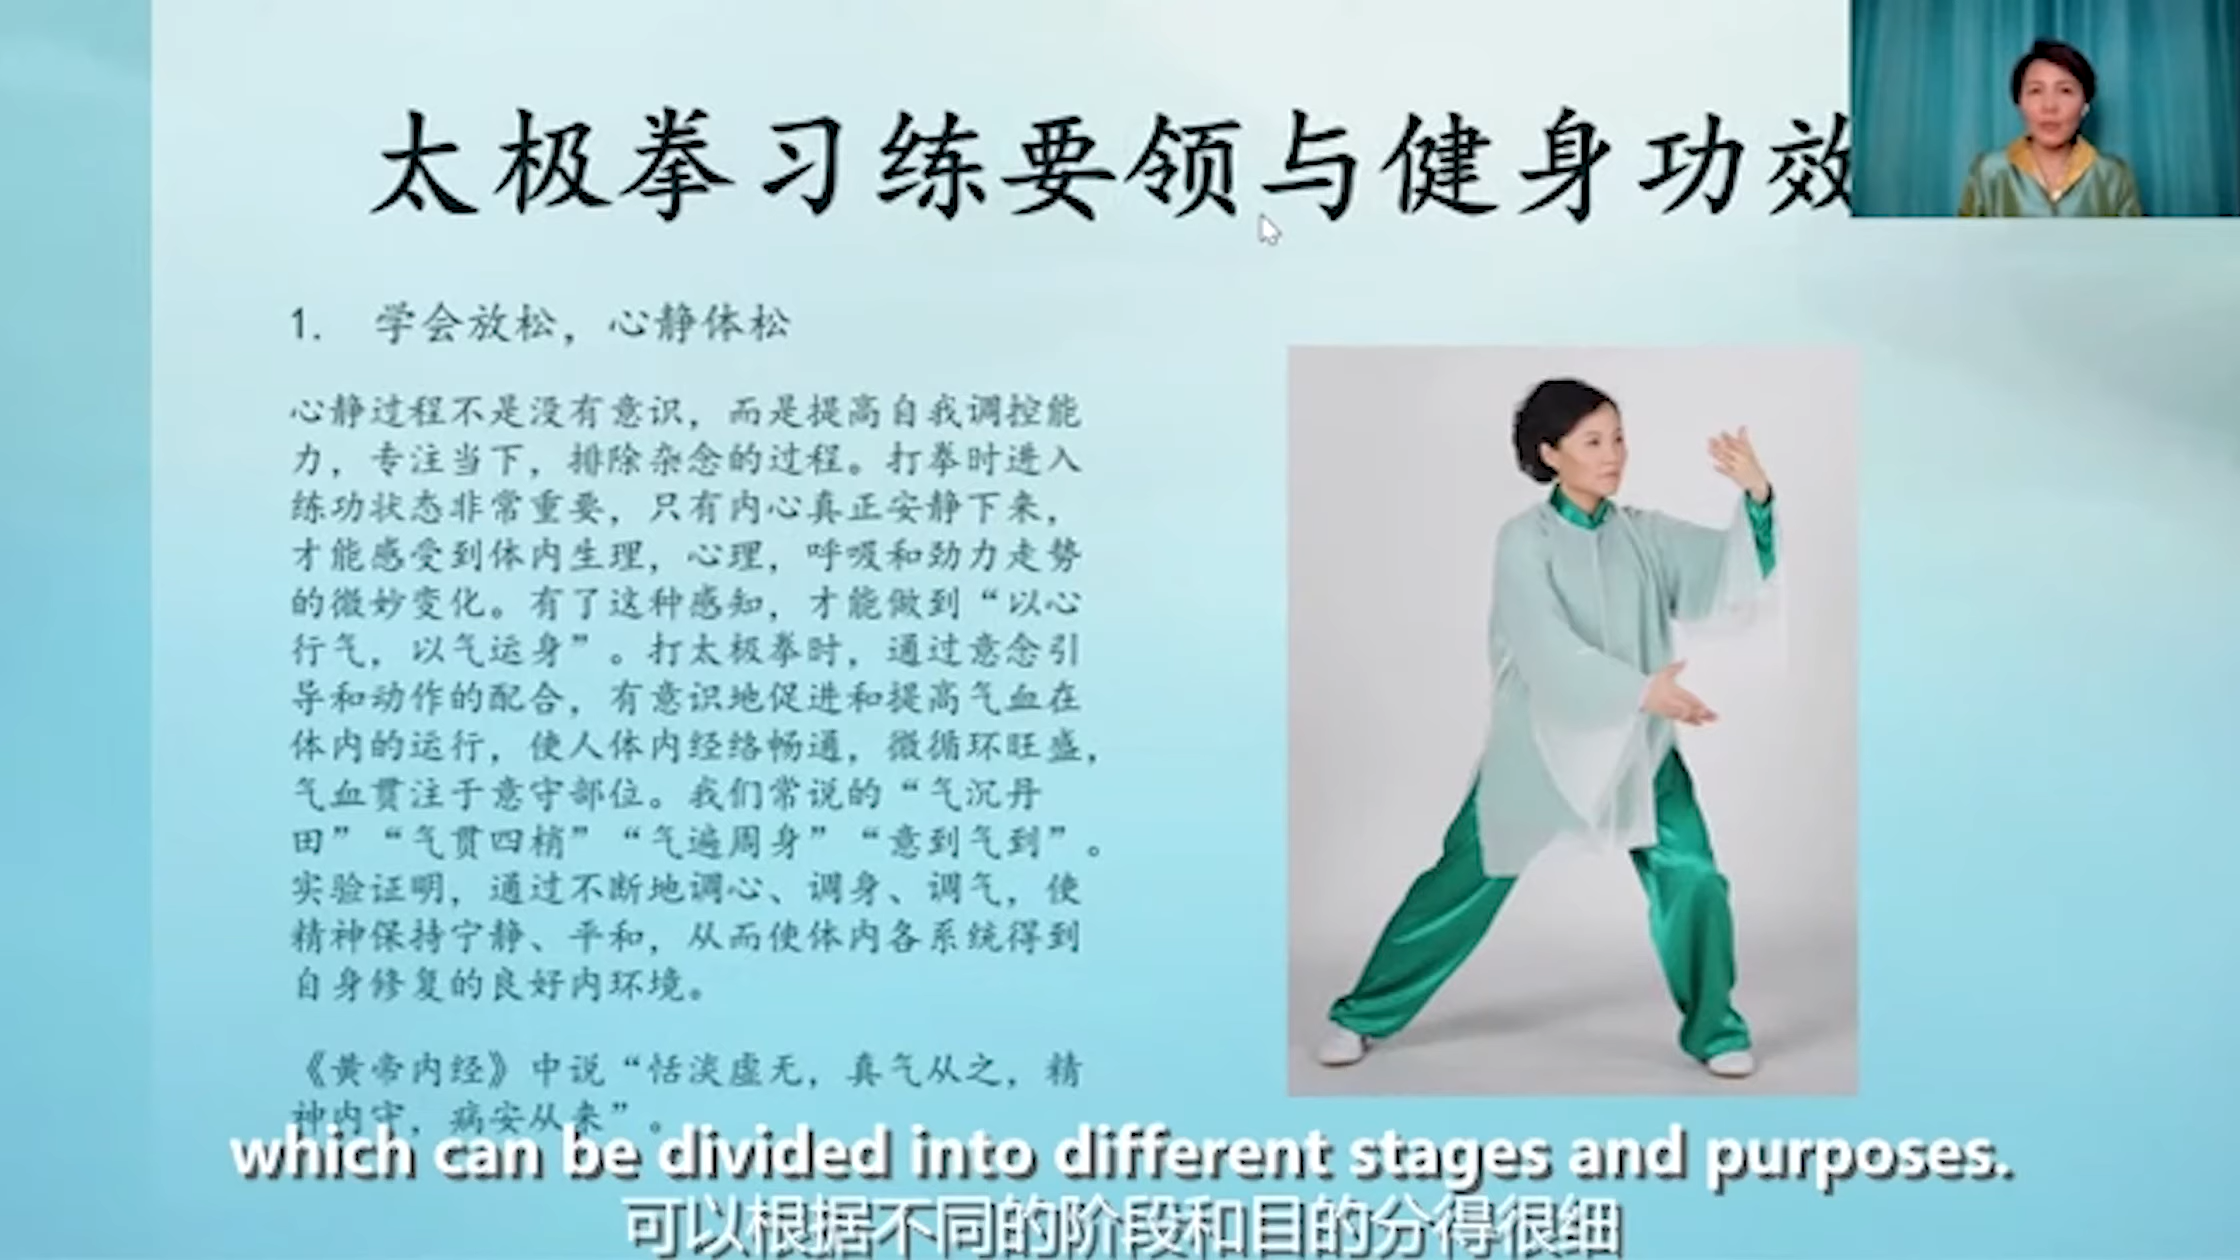 太极拳习练要领与健身功效
1. 学会放松，心静体松
心静过程不是没有意识，而是提高自我调控能
力，专注当下，排除杂念的过程。打拳时进入
练功状态非常重要，只有内心真正安静下来，
才能感受到体内生理，心理，呼吸和劲力走势
的微妙变化。有了这种感知，才能做到“以心
行气，以气运身”。打太极拳时，通过意念引
导和动作的配合，有意识地促进和提高气血在
体内的运行，使人体内经络畅通，微循环旺盛，
气血贯注于意守部位。我们常说的“气沉丹
田”“气贯四梢”“气遍周身”“意到气到”。
实验证明，通过不断地调心、调身、调气，使
精神保持宁静、平和，从而使体内各系统得到
自身修复的良好内环境。
《黄帝内经》中说“恬淡虚无，真气从之，精
神内守，病安从来”。
which can be divided into different stages and purposes.
可以根据不同的阶段和目的分得很细